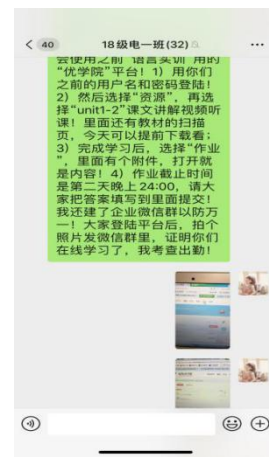 40
18级电一班(32)
会使用之前“语言实训”用的
“优学院”平台！1）用你们
之前的用户名和密码登陆！
2）然后选择“资源”，再选
择“unit1-2”课文讲解视频听
课！里面还有教材的扫描
页，今天可以提前下载看；
3）完成学习后，选择“作业
”，里面有个附件，打开就
是内容！4）作业截止时间
是第二天晚上24:00，请大
家把答案填写到里面提交！
我还建了企业微信群以防万
一！大家登陆平台后，拍个
照片发微信群里，证明你们
在线学习了，我考查出勤！